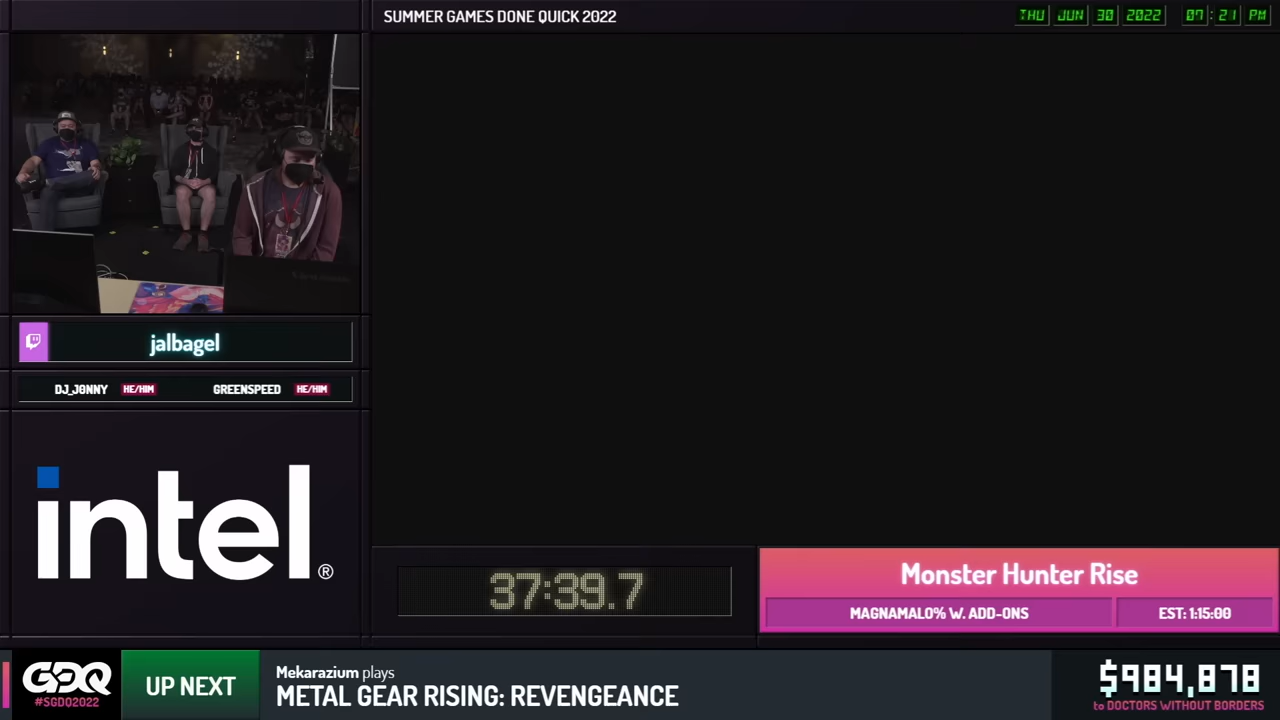 SUMMER GAMES DONE QUICK 2022
THU JUN 30 2022 07:21 PM
jalbagel
DJ_J0NNY HE/HIM GREENSPEED HE/HIM
intel®
37:39.7
Monster Hunter Rise
MAGNAMALO% W. ADD-ONS
EST: 1:15:00
GDQ
#SGDQ2022
UP NEXT
Mekarazium plays
METAL GEAR RISING: REVENGEANCE
$984,878
to DOCTORS WITHOUT BORDERS